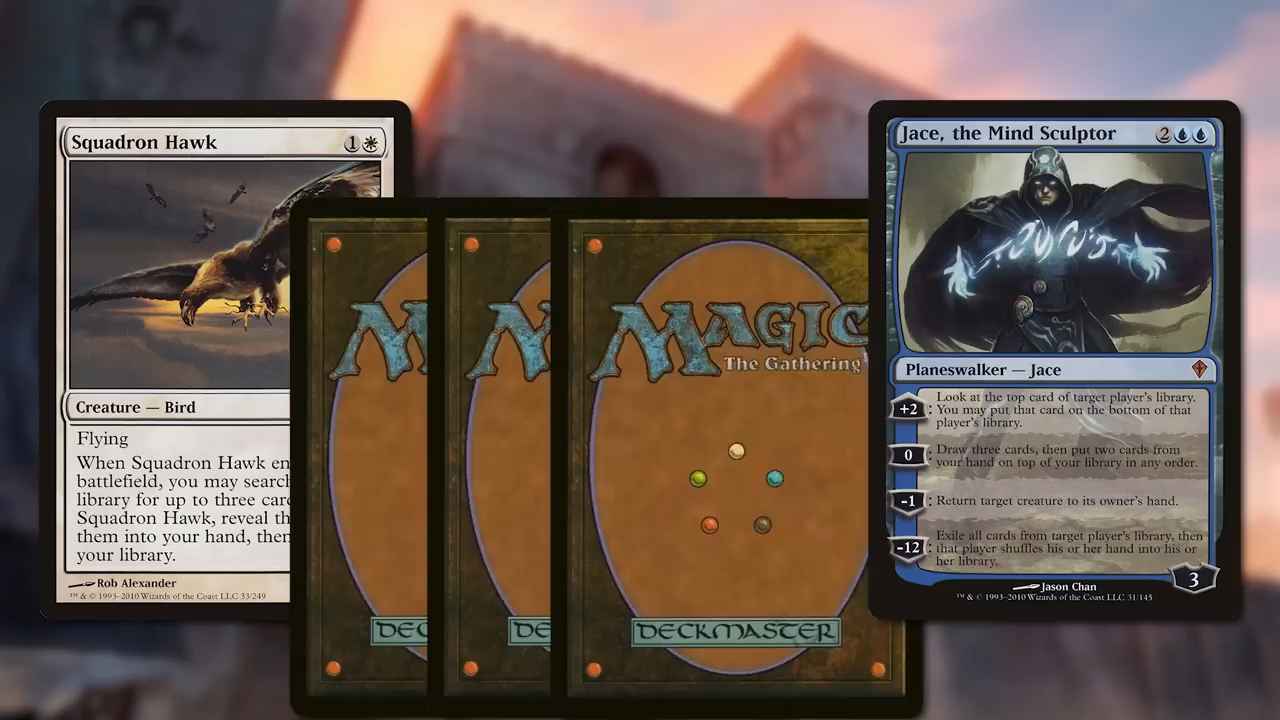 Squadron Hawk 1
Creature — Bird
Flying
When Squadron Hawk en
battlefield, you may search
library for up to three car
Squadron Hawk, reveal th
them into your hand, then
your library.
Rob Alexander
™ & © 1993–2010 Wizards of the Coast LLC 33/249
M
DEC
M
DE
MAGIC
The Gathering
DECKMASTER
Jace, the Mind Sculptor 2
Planeswalker — Jace
+2: Look at the top card of target player's library.
You may put that card on the bottom of that
player's library.
0: Draw three cards, then put two cards from
your hand on top of your library in any order.
-1: Return target creature to its owner's hand.
-12: Exile all cards from target player's library, then
that player shuffles his or her hand into his or
her library.
3
Jason Chan
™ & © 1993–2010 Wizards of the Coast LLC 31/145